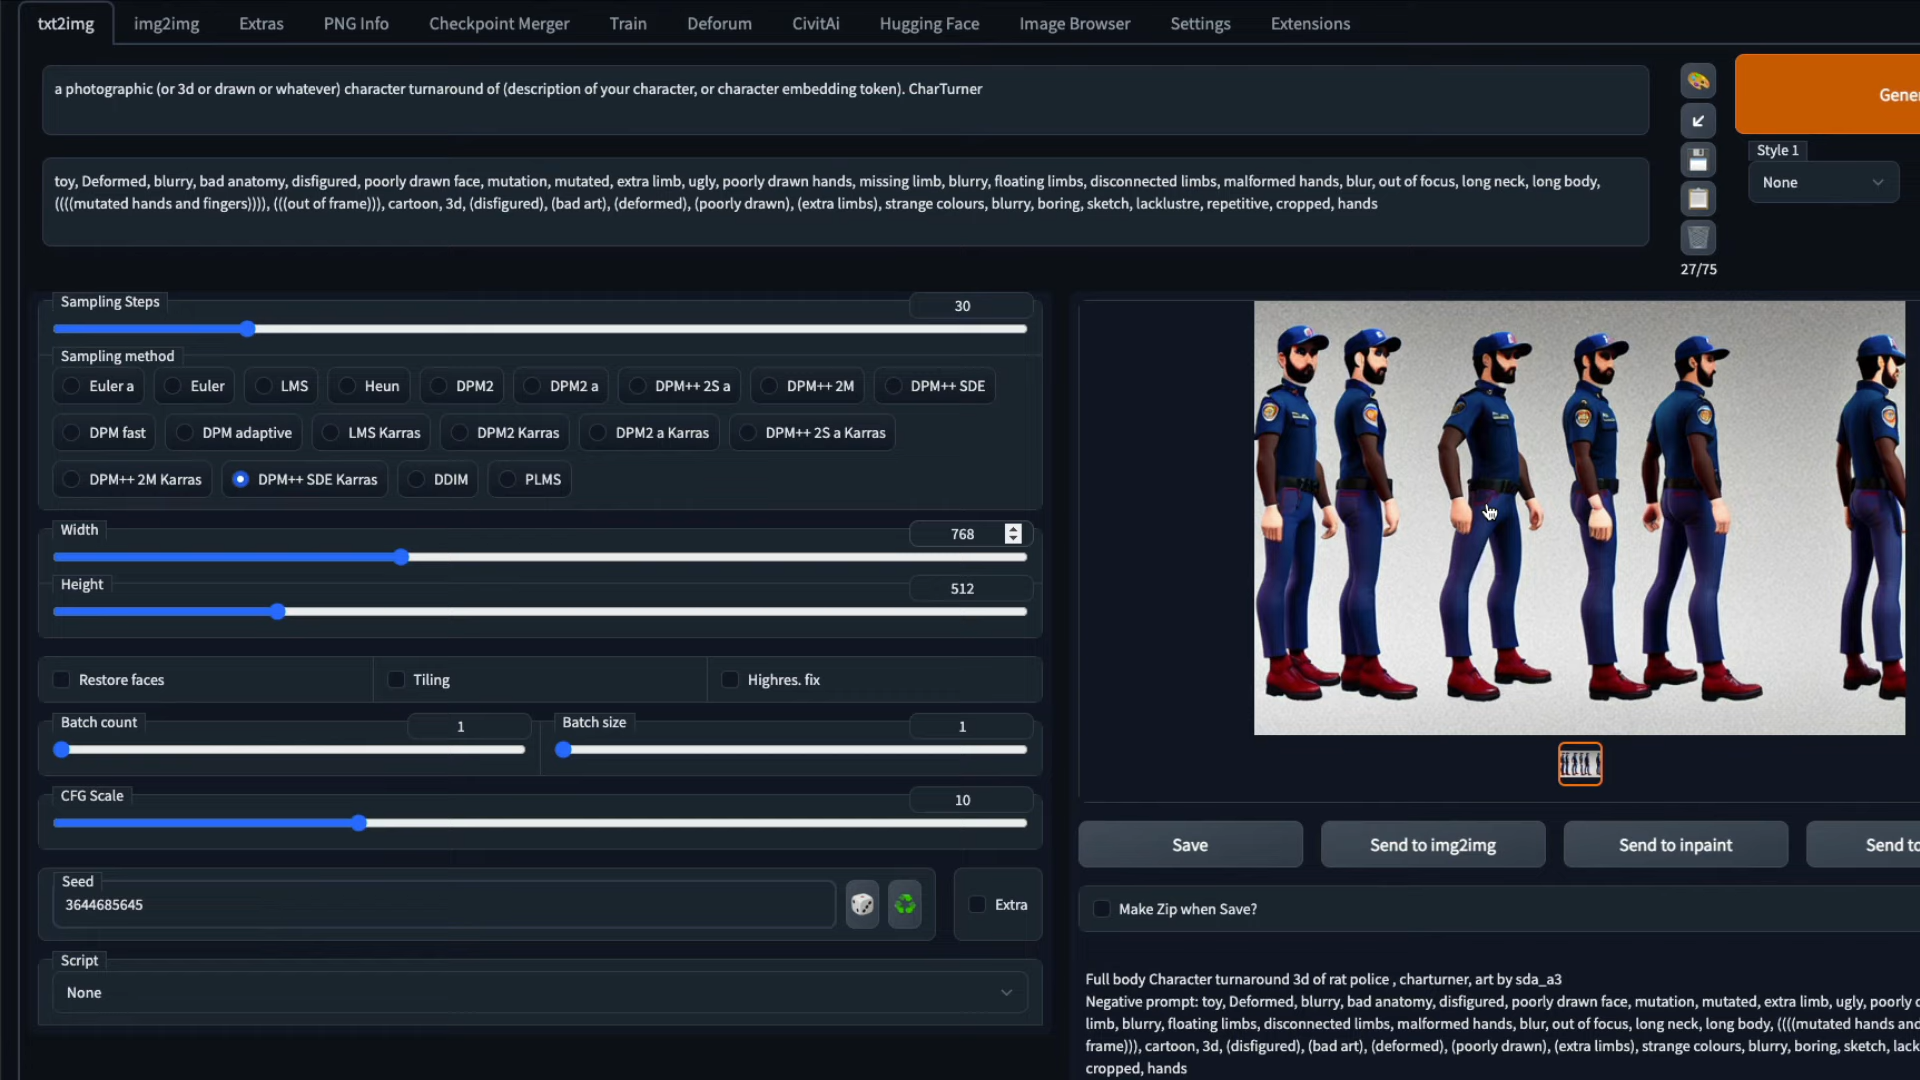 txt2img img2img Extras PNG Info Checkpoint Merger Train Deforum CivitAi Hugging Face Image Browser Settings Extensions
a photographic (or 3d or drawn or whatever) character turnaround of (description of your character, or character embedding token). CharTurner
Gener
toy, Deformed, blurry, bad anatomy, disfigured, poorly drawn face, mutation, mutated, extra limb, ugly, poorly drawn hands, missing limb, blurry, floating limbs, disconnected limbs, malformed hands, blur, out of focus, long neck, long body,
((((mutated hands and fingers)))), (((out of frame))), cartoon, 3d, (disfigured), (bad art), (deformed), (poorly drawn), (extra limbs), strange colours, blurry, boring, sketch, lacklustre, repetitive, cropped, hands
Style 1
None
27/75
Sampling Steps
30
Sampling method
Euler a Euler LMS Heun DPM2 DPM2 a DPM++ 2S a DPM++ 2M DPM++ SDE
DPM fast DPM adaptive LMS Karras DPM2 Karras DPM2 a Karras DPM++ 2S a Karras
DPM++ 2M Karras DPM++ SDE Karras DDIM PLMS
Width
768
Height
512
Restore faces Tiling Highres. fix
Batch count
1
Batch size
1
CFG Scale
10
Seed
3644685645
Extra
Script
None
Save Send to img2img Send to inpaint Send to
Make Zip when Save?
Full body Character turnaround 3d of rat police , charturner, art by sda_a3
Negative prompt: toy, Deformed, blurry, bad anatomy, disfigured, poorly drawn face, mutation, mutated, extra limb, ugly, poorly
limb, blurry, floating limbs, disconnected limbs, malformed hands, blur, out of focus, long neck, long body, ((((mutated hands and
frame))), cartoon, 3d, (disfigured), (bad art), (deformed), (poorly drawn), (extra limbs), strange colours, blurry, boring, sketch, lack
cropped, hands